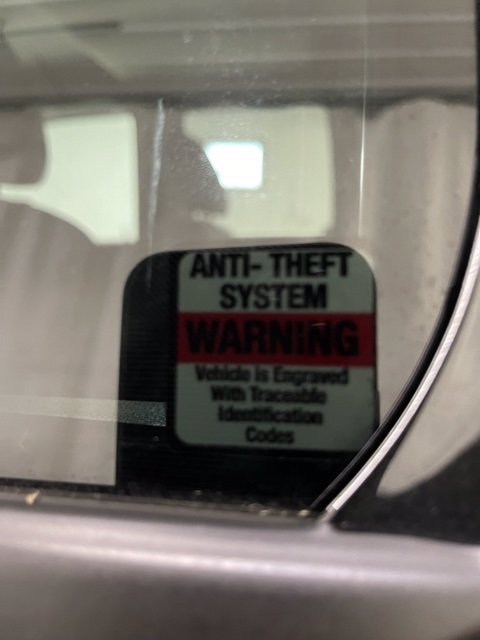 ANTI- THEFT
SYSTEM
WARNING
Vehicle is Engraved
With Traceable
Identification
Codes